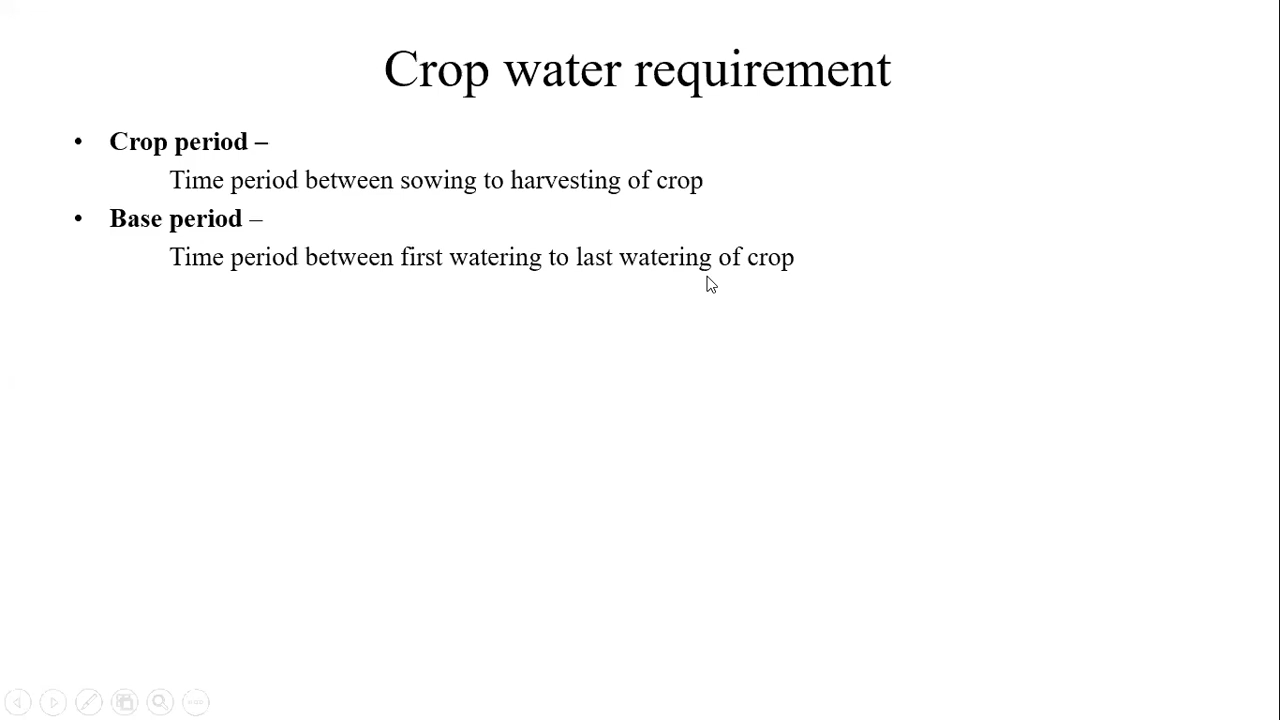 Crop water requirement
• Crop period –
Time period between sowing to harvesting of crop
• Base period –
Time period between first watering to last watering of crop